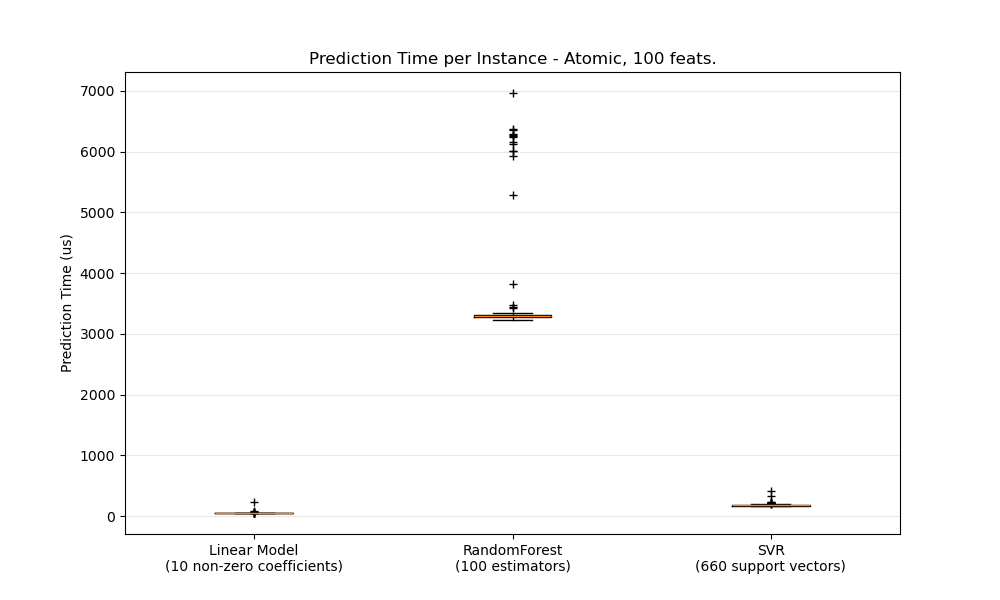 Prediction Time per Instance - Atomic, 100 feats.
7000
6000
5000
4000
3000
2000
1000
0
Prediction Time (us)
Linear Model
(10 non-zero coefficients)
RandomForest
(100 estimators)
SVR
(660 support vectors)